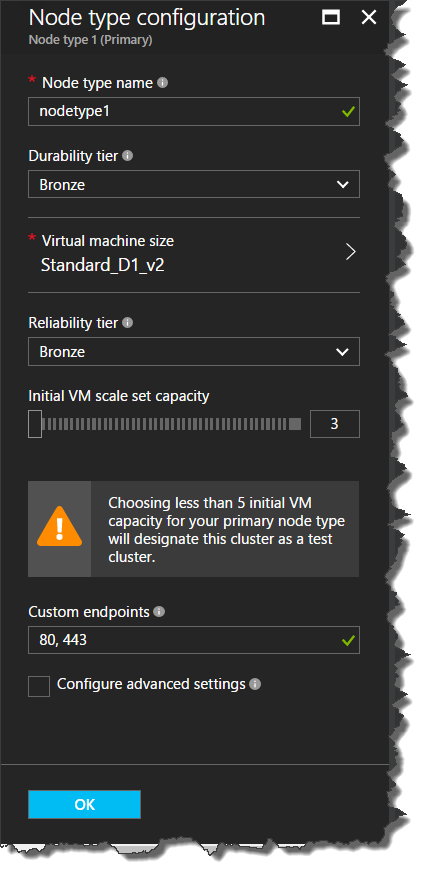 Node type configuration
Node type 1 (Primary)
* Node type name
nodetype1
Durability tier
Bronze
* Virtual machine size
Standard_D1_v2
Reliability tier
Bronze
Initial VM scale set capacity
3
Choosing less than 5 initial VM
capacity for your primary node type
will designate this cluster as a test
cluster.
Custom endpoints
80, 443
Configure advanced settings
OK